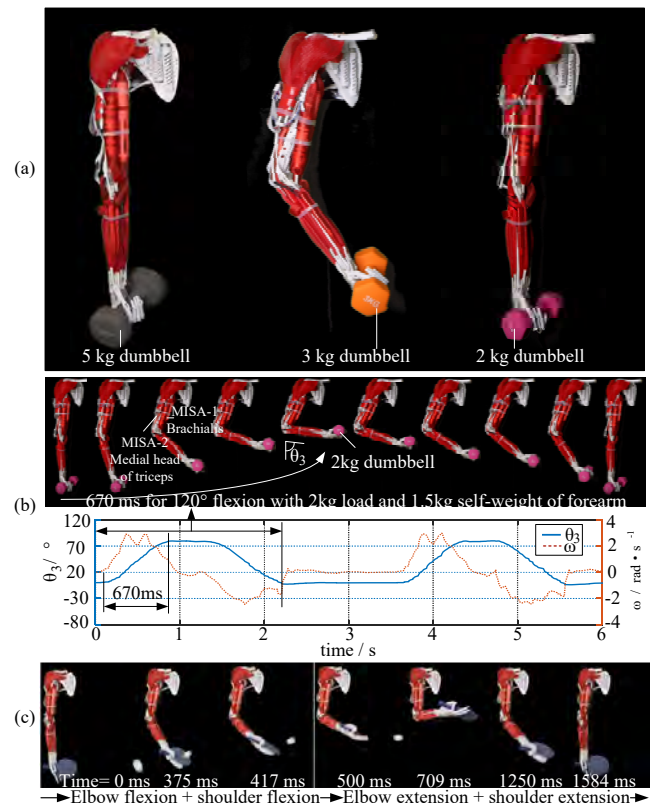 (a)
5KG
5 kg dumbbell
3 kg dumbbell
2 kg dumbbell
MISA-1
Brachialis
MISA-2
Medial head
of triceps
θ3
2kg dumbbell
(b)
670 ms for 120° flexion with 2kg load and 1.5kg self-weight of forearm
θ3/ °
120
70
20
-30
-80
670ms
θ3
ω
4
2
0
-2
-4
ω / rad • s -1
0 1 2 3 4 5 6
time / s
(c)
Time= 0 ms 375 ms 417 ms 500 ms 709 ms 1250 ms 1584 ms
Elbow flexion + shoulder flexion Elbow extension + shoulder extension